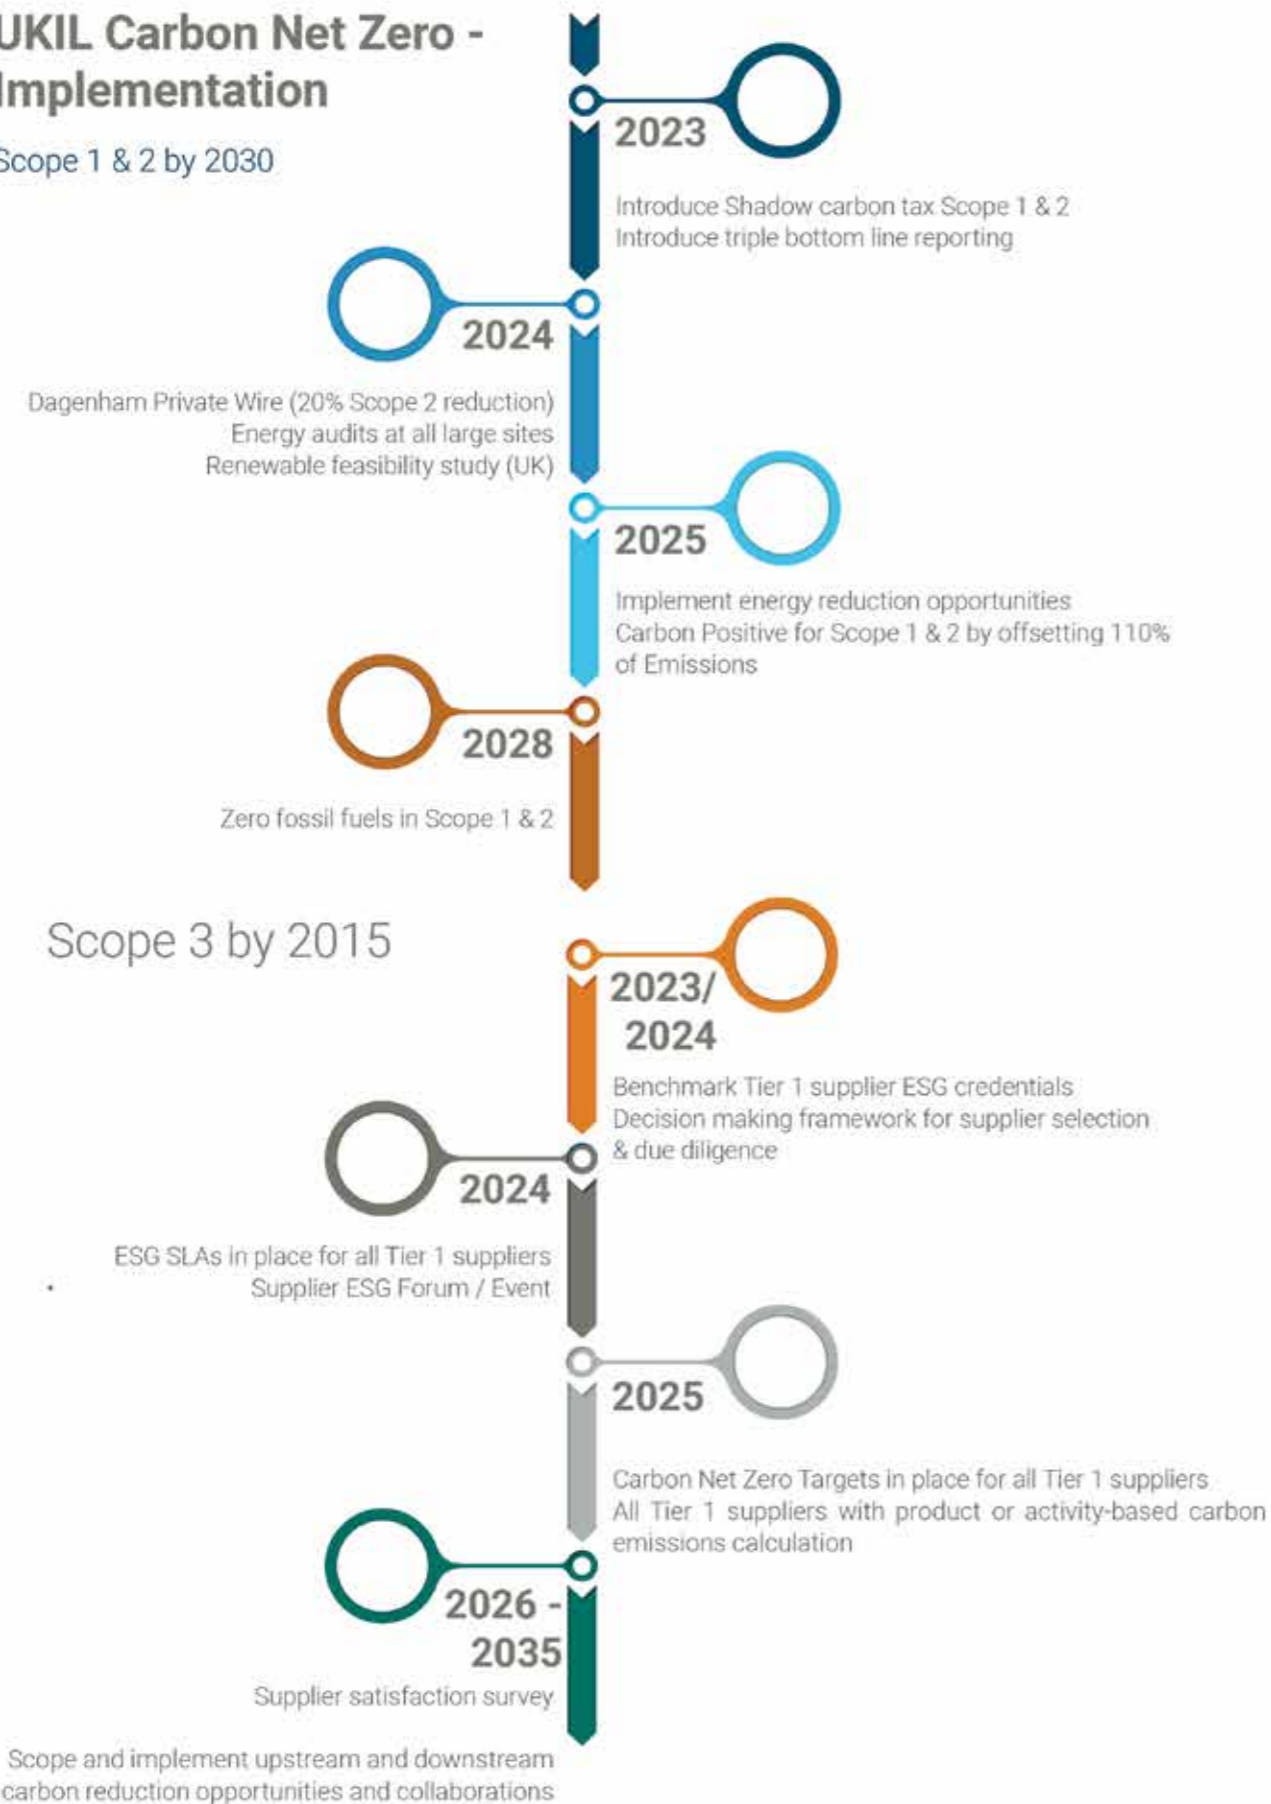 UKIL Carbon Net Zero -
Implementation
Scope 1 & 2 by 2030
2023
Introduce Shadow carbon tax Scope 1 & 2
Introduce triple bottom line reporting
2024
Dagenham Private Wire (20% Scope 2 reduction)
Energy audits at all large sites
Renewable feasibility study (UK)
2025
Implement energy reduction opportunities
Carbon Positive for Scope 1 & 2 by offsetting 110%
of Emissions
2028
Zero fossil fuels in Scope 1 & 2
Scope 3 by 2015
2023/
2024
Benchmark Tier 1 supplier ESG credentials
Decision making framework for supplier selection
& due diligence
2024
ESG SLAs in place for all Tier 1 suppliers
Supplier ESG Forum / Event
2025
Carbon Net Zero Targets in place for all Tier 1 suppliers
All Tier 1 suppliers with product or activity-based carbon
emissions calculation
2026 -
2035
Supplier satisfaction survey
Scope and implement upstream and downstream
carbon reduction opportunities and collaborations